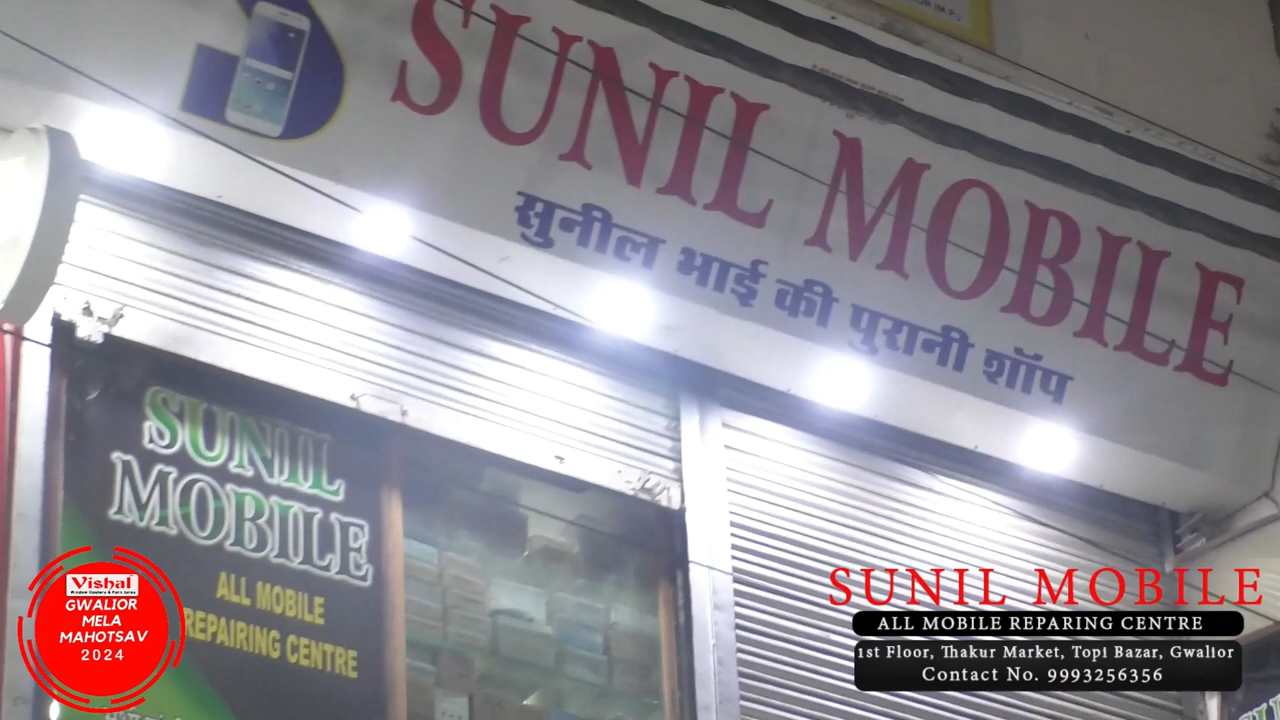 SUNIL MOBILE
सुनील भाई की पुरानी शॉप
SUNIL
MOBILE
ALL MOBILE
REPAIRING CENTRE
Vishal
GWALIOR
MELA
MAHOTSAV
2024
SUNIL MOBILE
ALL MOBILE REPARING CENTRE
1st Floor, Thakur Market, Topi Bazar, Gwalior
Contact No. 9993256356